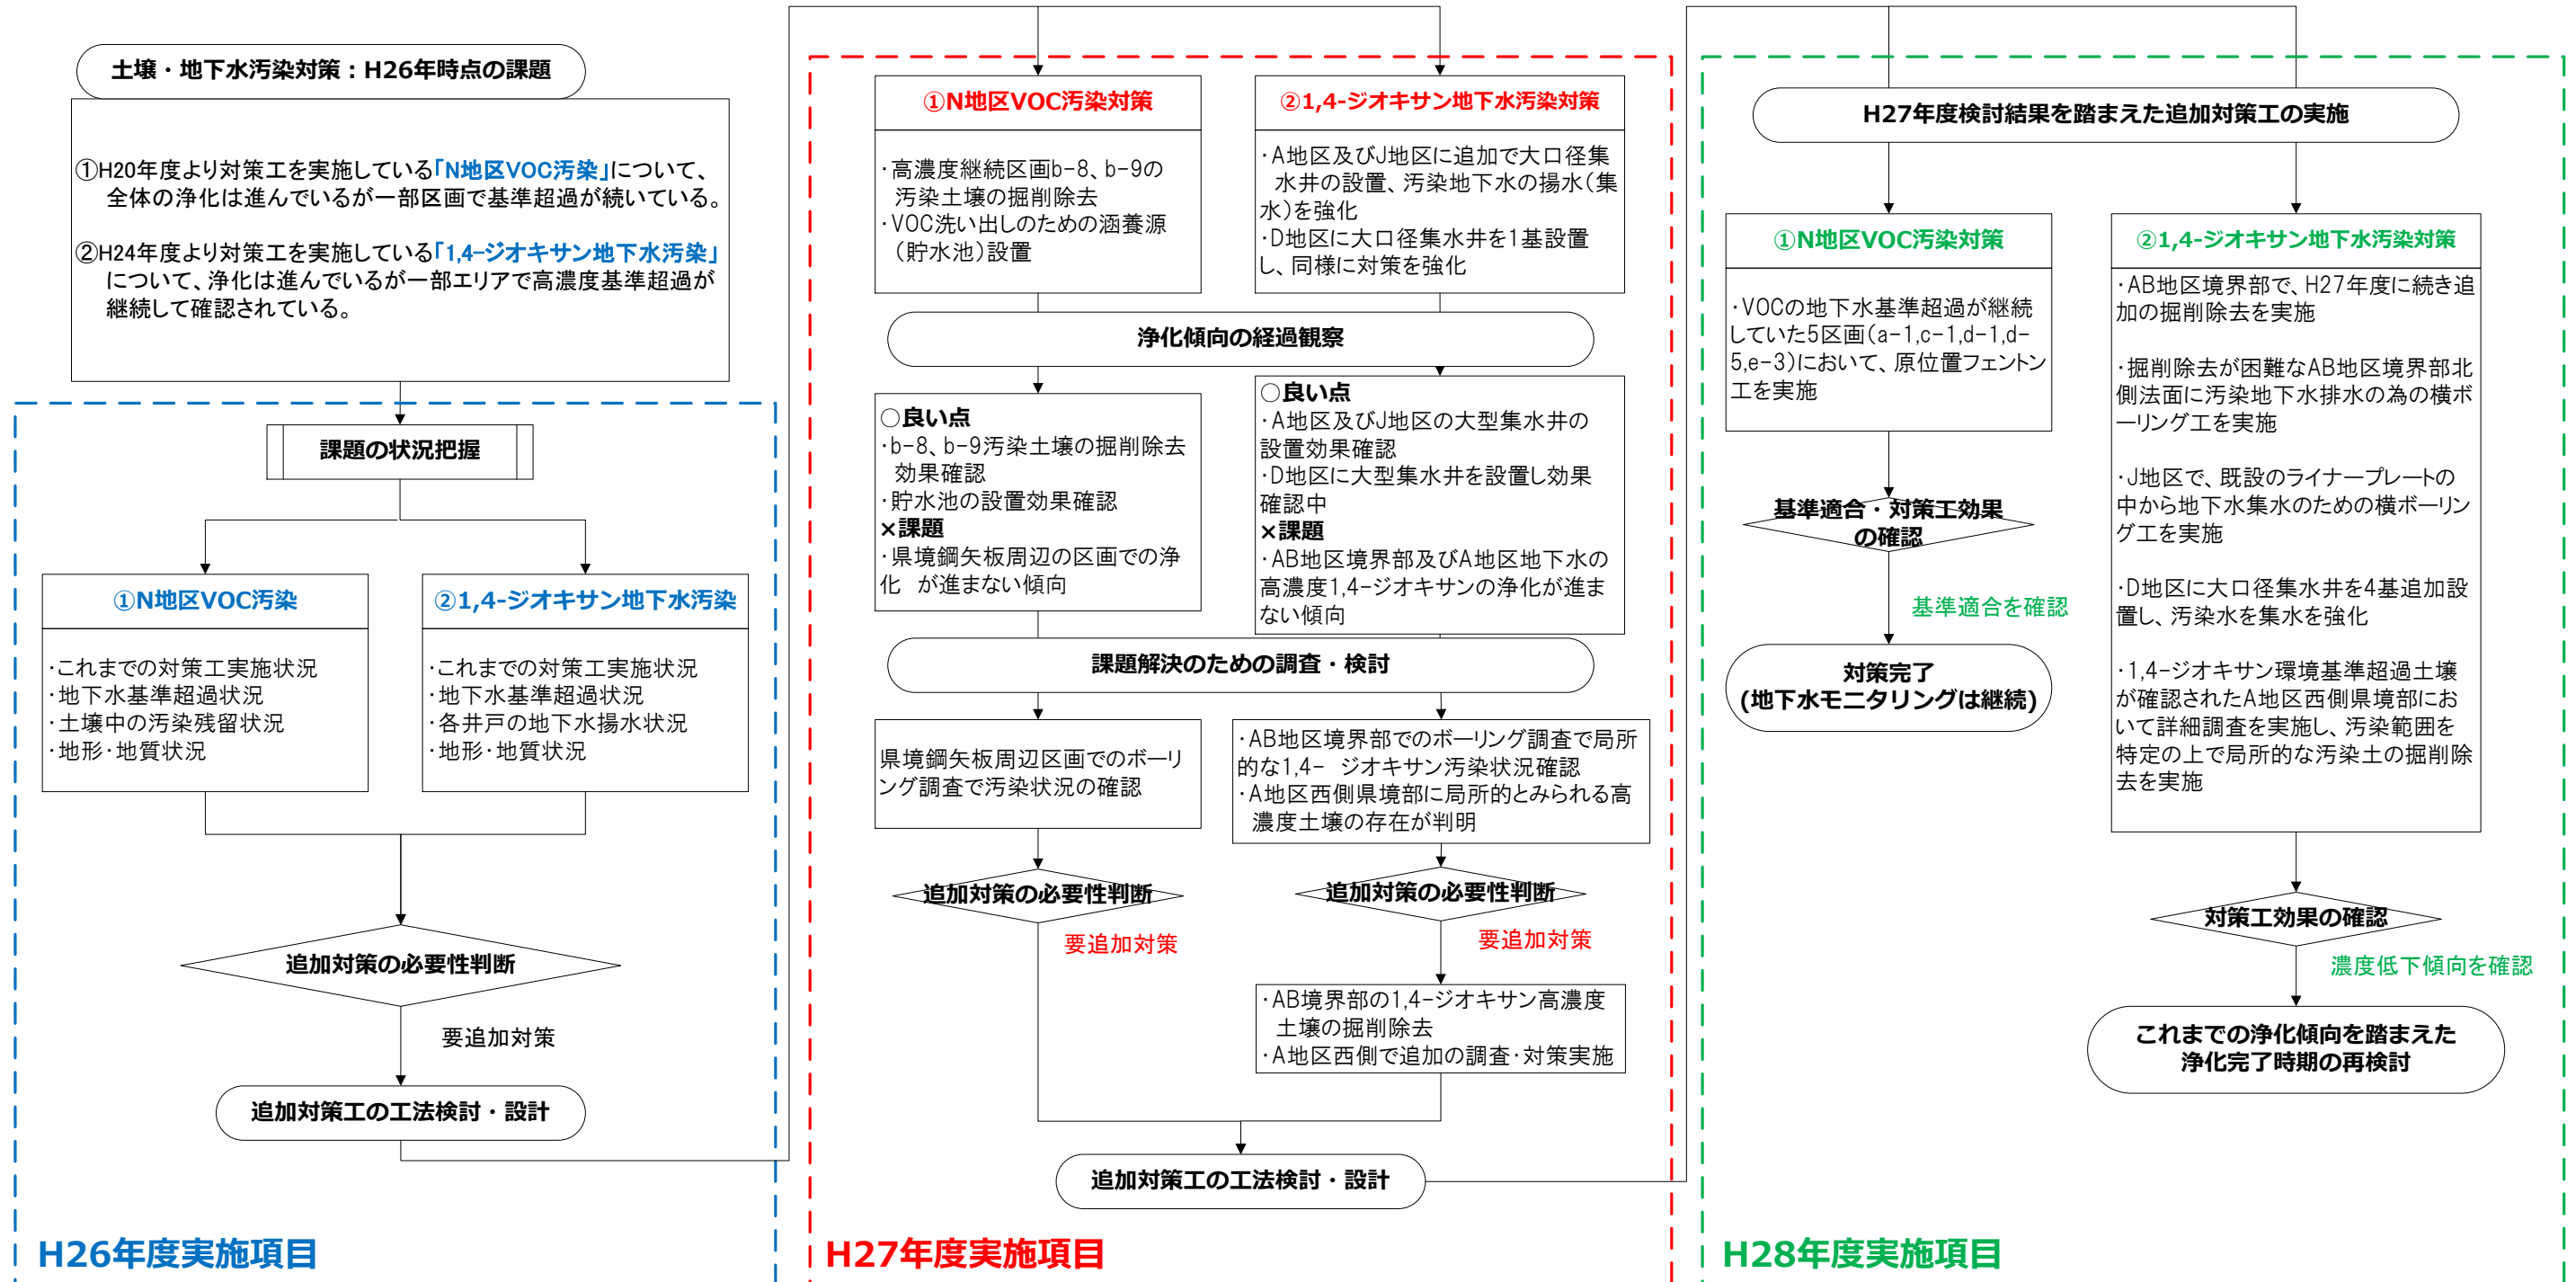 土壌・地下水汚染対策：H26年時点の課題
①H20年度より対策工を実施している「N地区VOC汚染」について、
全体の浄化は進んでいるが一部区画で基準超過が続いている。
②H24年度より対策工を実施している「1,4-ジオキサン地下水汚染」
について、浄化は進んでいるが一部エリアで高濃度基準超過が
継続して確認されている。
課題の状況把握
①N地区VOC汚染
・これまでの対策工実施状況
・地下水基準超過状況
・土壌中の汚染残留状況
・地形・地質状況
②1,4-ジオキサン地下水汚染
・これまでの対策工実施状況
・地下水基準超過状況
・各井戸の地下水揚水状況
・地形・地質状況
追加対策の必要性判断
要追加対策
追加対策工の工法検討・設計
H26年度実施項目
①N地区VOC汚染対策
・高濃度継続区画b-8、b-9の
汚染土壌の掘削除去
・VOC洗い出しのための涵養源
（貯水池）設置
②1,4-ジオキサン地下水汚染対策
・A地区及びJ地区に追加で大口径集
水井の設置、汚染地下水の揚水（集
水）を強化
・D地区に大口径集水井を1基設置
し、同様に対策を強化
浄化傾向の経過観察
○良い点
・b-8、b-9汚染土壌の掘削除去
効果確認
・貯水池の設置効果確認
×課題
・県境鋼矢板周辺の区画での浄
化 が進まない傾向
○良い点
・A地区及びJ地区の大型集水井の
設置効果確認
・D地区に大型集水井を設置し効果
確認中
×課題
・AB地区境界部及びA地区地下水の
高濃度1,4-ジオキサンの浄化が進ま
ない傾向
課題解決のための調査・検討
県境鋼矢板周辺区画でのボーリ
ング調査で汚染状況の確認
・AB地区境界部でのボーリング調査で局所
的な1,4- ジオキサン汚染状況確認
・A地区西側県境部に局所的とみられる高
濃度土壌の存在が判明
追加対策の必要性判断
要追加対策
追加対策の必要性判断
要追加対策
・AB境界部の1,4-ジオキサン高濃度
土壌の掘削除去
・A地区西側で追加の調査・対策実施
追加対策工の工法検討・設計
H27年度実施項目
H27年度検討結果を踏まえた追加対策工の実施
①N地区VOC汚染対策
・VOCの地下水基準超過が継続
していた5区画（a-1,c-1,d-1,d-
5,e-3）において、原位置フェントン
工を実施
基準適合・対策工効果
の確認
基準適合を確認
対策完了
(地下水モニタリングは継続)
②1,4-ジオキサン地下水汚染対策
・AB地区境界部で、H27年度に続き追
加の掘削除去を実施
・掘削除去が困難なAB地区境界部北
側法面に汚染地下水排水の為の横ボ
ーリング工を実施
・J地区で、既設のライナープレートの
中から地下水集水のための横ボーリン
グ工を実施
・D地区に大口径集水井を4基追加設
置し、汚染水を集水を強化
・1,4-ジオキサン環境基準超過土壌
が確認されたA地区西側県境部にお
いて詳細調査を実施し、汚染範囲を
特定の上で局所的な汚染土の掘削除
去を実施
対策工効果の確認
濃度低下傾向を確認
これまでの浄化傾向を踏まえた
浄化完了時期の再検討
H28年度実施項目